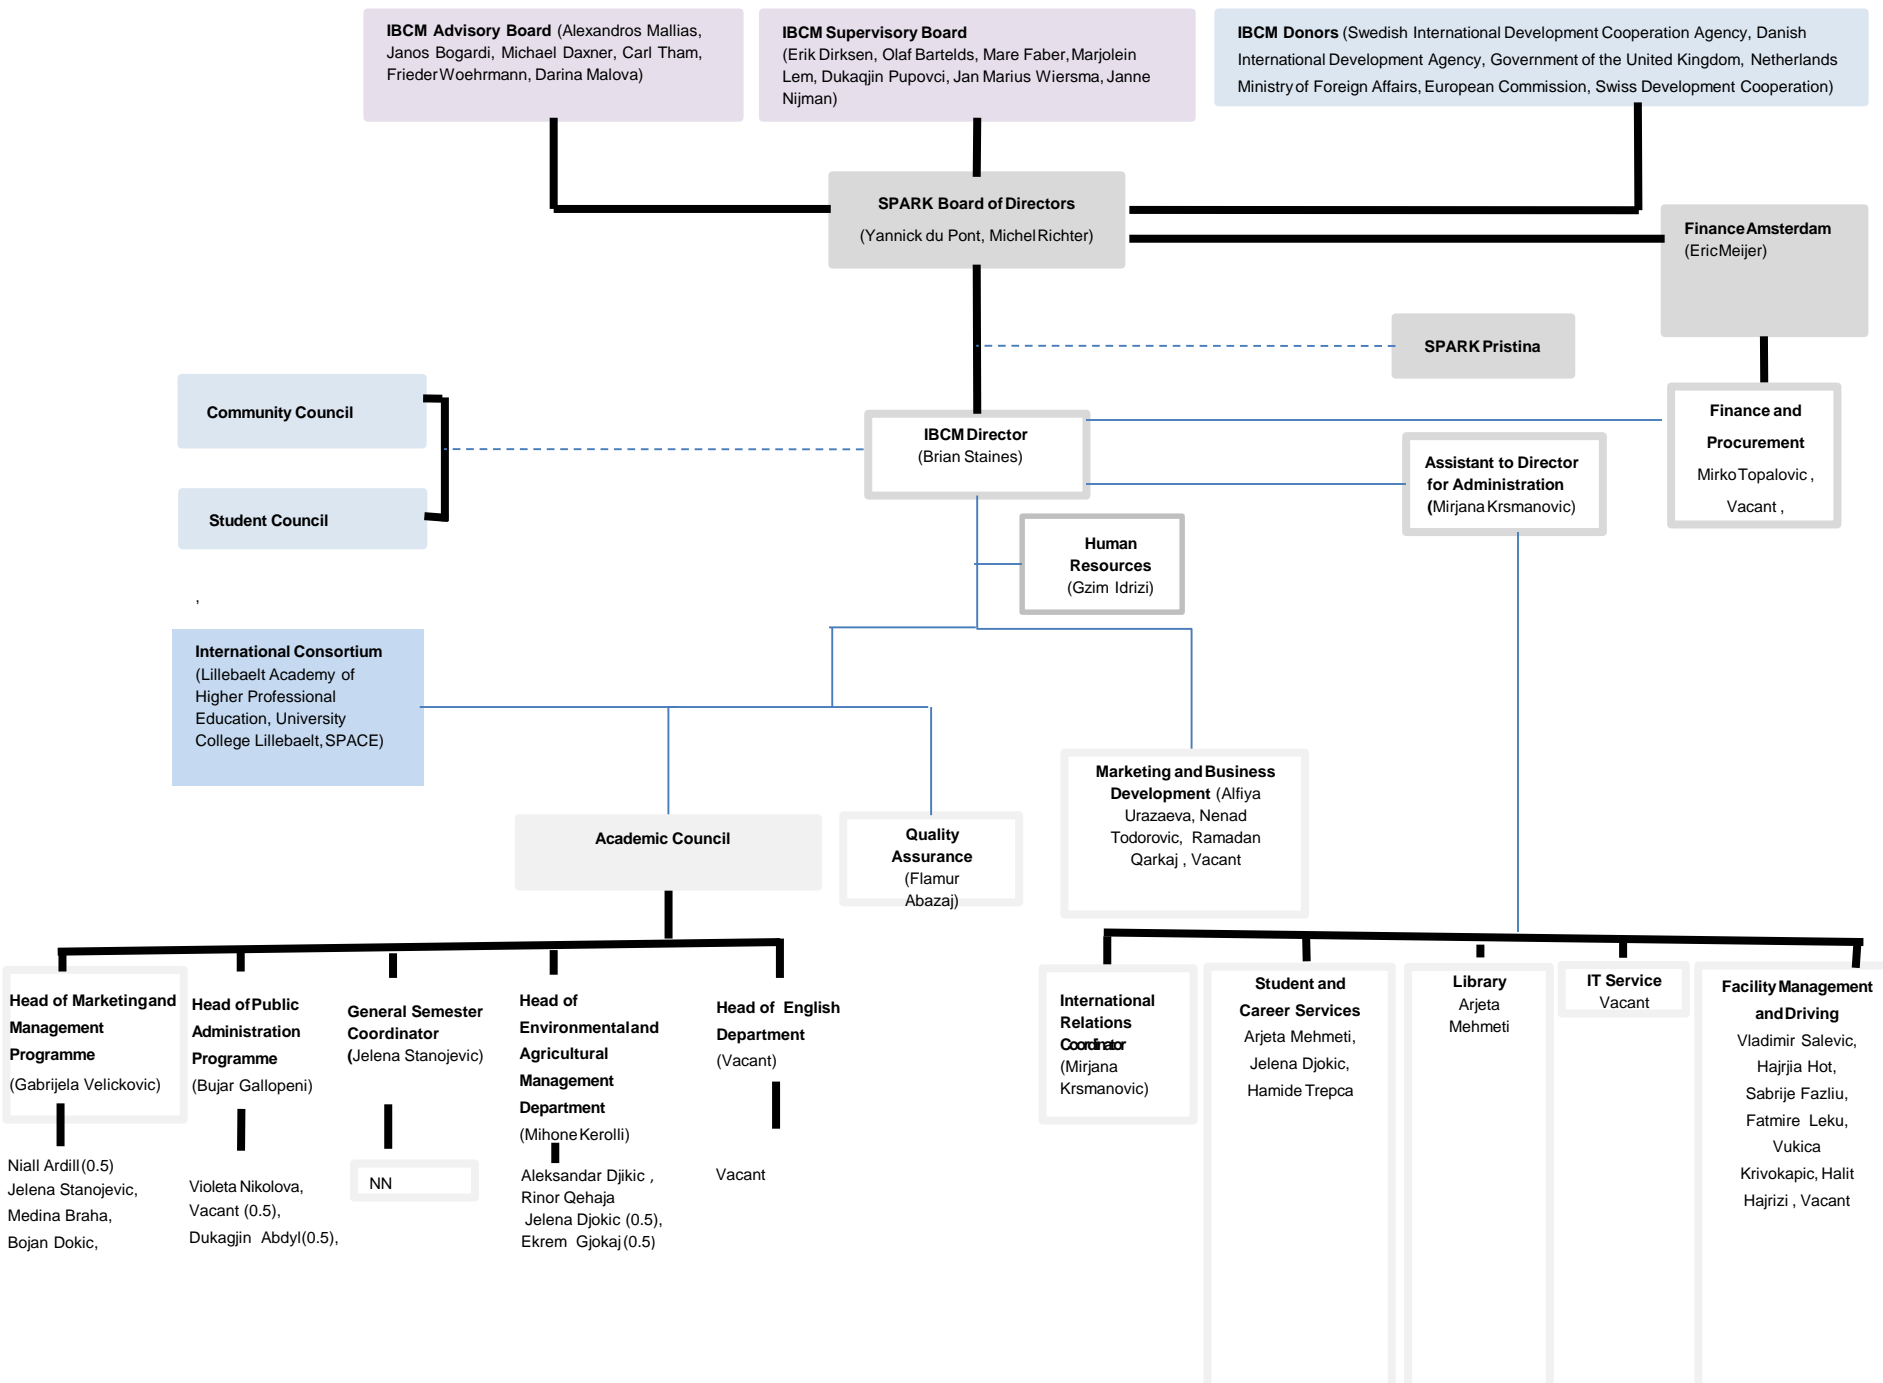 IBCM Advisory Board (Alexandros Mallias,
Janos Bogardi, Michael Daxner, Carl Tham,
Frieder Woehrmann, Darina Malova)
IBCM Supervisory Board
(Erik Dirksen, Olaf Bartelds, Mare Faber, Marjolein
Lem, Dukaqjin Pupovci, Jan Marius Wiersma, Janne
Nijman)
IBCM Donors (Swedish International Development Cooperation Agency, Danish
International Development Agency, Government of the United Kingdom, Netherlands
Ministry of Foreign Affairs, European Commission, Swiss Development Cooperation)
SPARK Board of Directors
(Yannick du Pont, Michel Richter)
Finance Amsterdam
(Eric Meijer)
SPARK Pristina
Community Council
Student Council
,
IBCM Director
(Brian Staines)
Assistant to Director
for Administration
(Mirjana Krsmanovic)
Finance and
Procurement
Mirko Topalovic ,
Vacant ,
Human
Resources
(Gzim Idrizi)
International Consortium
(Lillebaelt Academy of
Higher Professional
Education, University
College Lillebaelt, SPACE)
Academic Council
Quality
Assurance
(Flamur
Abazaj)
Marketing and Business
Development (Alfiya
Urazaeva, Nenad
Todorovic, Ramadan
Qarkaj , Vacant
Head of Marketing and
Management
Programme
(Gabrijela Velickovic)
Niall Ardill (0.5)
Jelena Stanojevic,
Medina Braha,
Bojan Dokic,
Head of Public
Administration
Programme
(Bujar Gallopeni)
Violeta Nikolova,
Vacant (0.5),
Dukagjin Abdyl(0.5),
General Semester
Coordinator
(Jelena Stanojevic)
NN
Head of
Environmental and
Agricultural
Management
Department
(Mihone Kerolli)
Aleksandar Djikic ,
Rinor Qehaja
Jelena Djokic (0.5),
Ekrem Gjokaj (0.5)
Head of English
Department
(Vacant)
Vacant
International
Relations
Coordinator
(Mirjana
Krsmanovic)
Student and
Career Services
Arjeta Mehmeti,
Jelena Djokic,
Hamide Trepca
Library
Arjeta
Mehmeti
IT Service
Vacant
Facility Management
and Driving
Vladimir Salevic,
Hajrjia Hot,
Sabrije Fazliu,
Fatmire Leku,
Vukica
Krivokapic, Halit
Hajrizi , Vacant